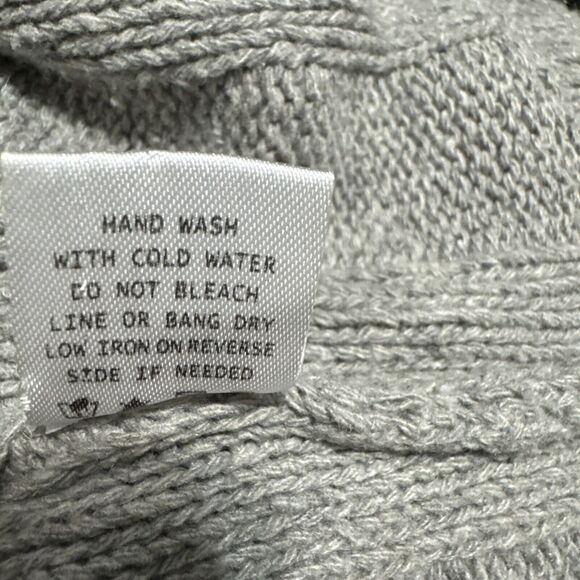 HAND WASH
WITH COLD WATER
DO NOT BLEACH
LINE OR BANG DRY
LOW IRON ON REVERSE
SIDE IF NEEDED